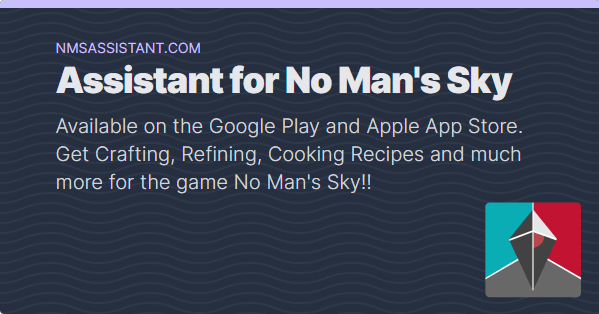 NMSASSISTANT.COM
Assistant for No Man's Sky
Available on the Google Play and Apple App Store.
Get Crafting, Refining, Cooking Recipes and much
more for the game No Man's Sky!!